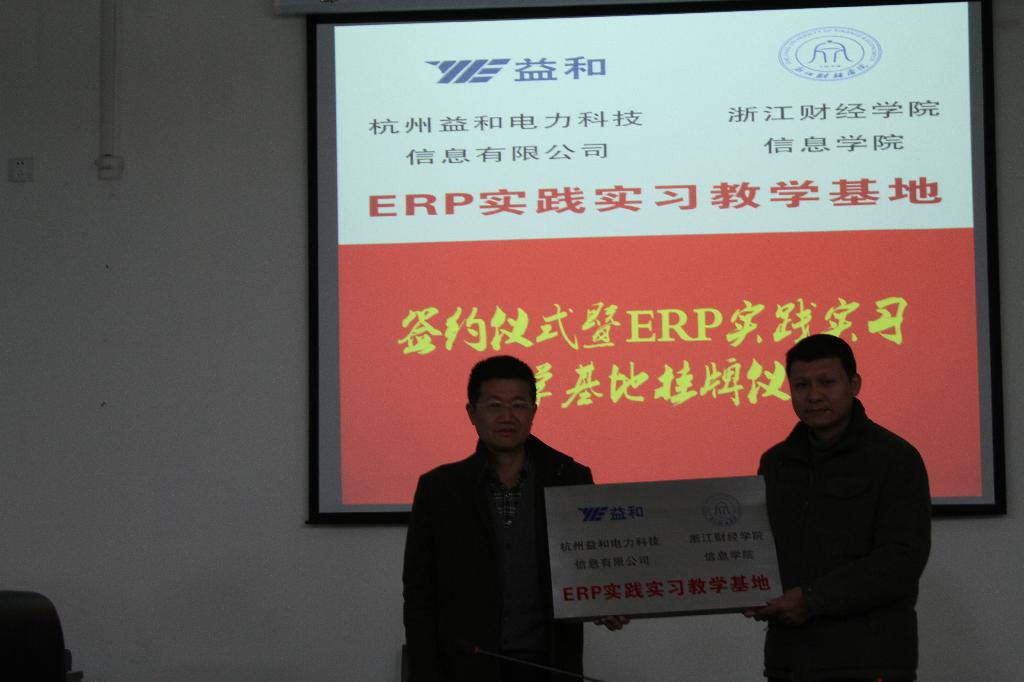 益和
杭州益和电力科技
信息有限公司
浙江财经学院
信息学院
ERP实践实习教学基地
签约仪式暨ERP实践实习
学基地挂牌仪
益和
杭州益和电力科技
信息有限公司
浙江财经学院
信息学院
ERP实践实习教学基地